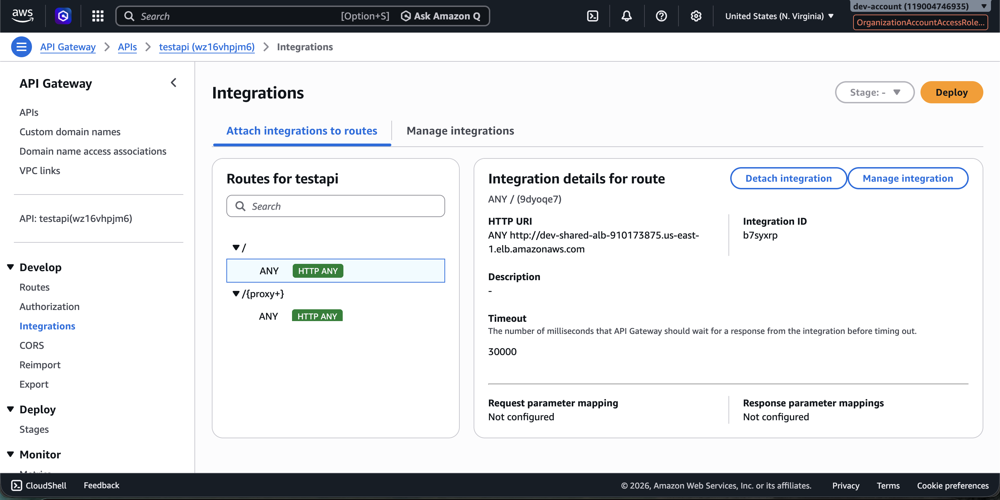 aws
Search
[Option+S]
Ask Amazon Q
United States (N. Virginia)
dev-account (119004746935)
OrganizationAccountAccessRole...
API Gateway
APIs
testapi (wz16vhpjm6)
Integrations
API Gateway
APIs
Custom domain names
Domain name access associations
VPC links
API: testapi(wz16vhpjm6)
Develop
Routes
Authorization
Integrations
CORS
Reimport
Export
Deploy
Stages
Monitor
Metrics
Integrations
Stage: -
Deploy
Attach integrations to routes
Manage integrations
Routes for testapi
Search
/
ANY HTTP ANY
/{proxy+}
ANY HTTP ANY
Integration details for route
Detach integration
Manage integration
ANY / (9dyoqe7)
HTTP URI
ANY http://dev-shared-alb-910173875.us-east-
1.elb.amazonaws.com
Integration ID
b7syxrp
Description
-
Timeout
The number of milliseconds that API Gateway should wait for a response from the integration before timing out.
30000
Request parameter mapping
Not configured
Response parameter mappings
Not configured
CloudShell
Feedback
© 2026, Amazon Web Services, Inc. or its affiliates.
Privacy
Terms
Cookie preferences